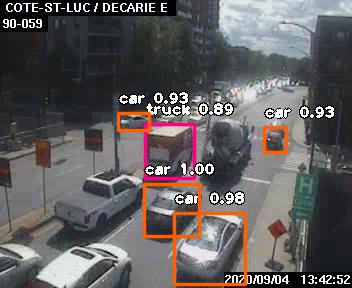 COTE-ST-LUC / DECARIE E
90-059
car 0.93
truck 0.89
car 0.93
car 1.00
car 0.98
H
2020/09/04 13:42:52